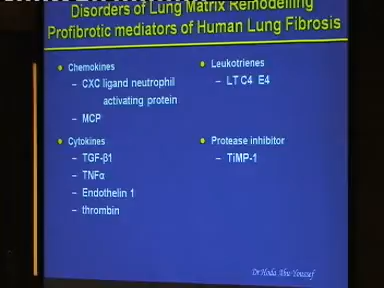 Disorders of Lung Matrix Remodelling
Profibrotic mediators of Human Lung Fibrosis
Chemokines
– CXC ligand neutrophil
activating protein
– MCP
Cytokines
– TGF-β1
– TNFα
– Endothelin 1
– thrombin
Leukotrienes
– LT C4 E4
Protease inhibitor
– TiMP-1
Dr Hoda Abu Youssef